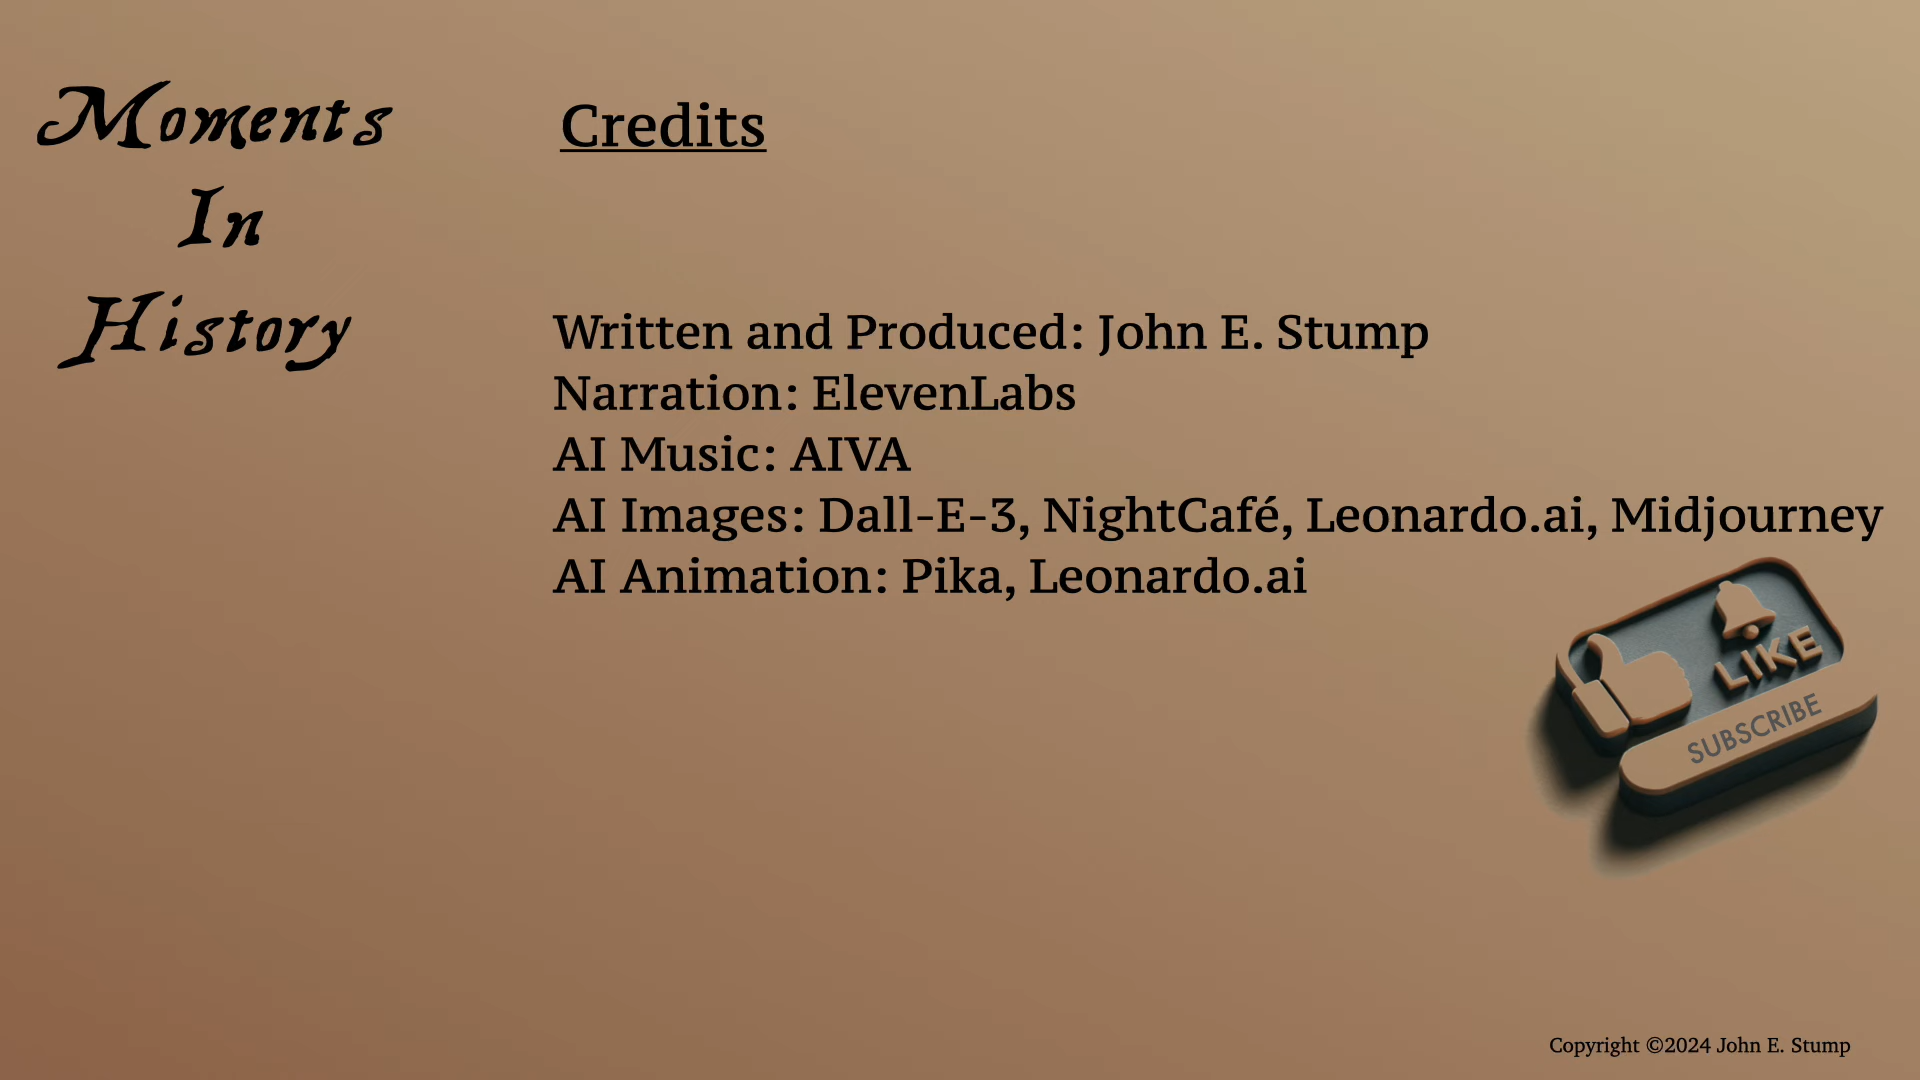 Moments
In
History
Credits
Written and Produced: John E. Stump
Narration: ElevenLabs
AI Music: AIVA
AI Images: Dall-E-3, NightCafé, Leonardo.ai, Midjourney
AI Animation: Pika, Leonardo.ai
LIKE
SUBSCRIBE
Copyright ©2024 John E. Stump